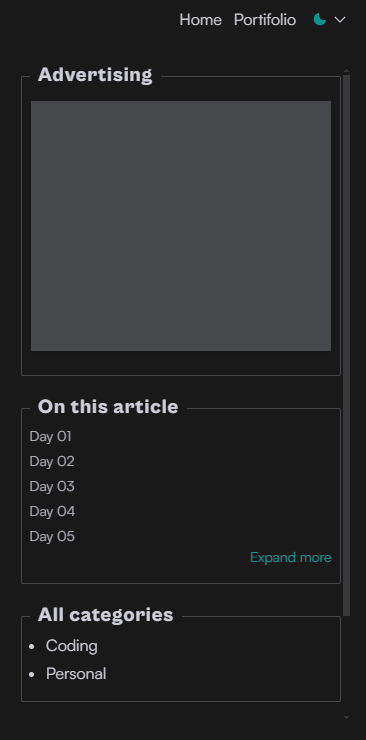 Home Portifolio
Advertising
On this article
Day 01
Day 02
Day 03
Day 04
Day 05
Expand more
All categories
Coding
Personal